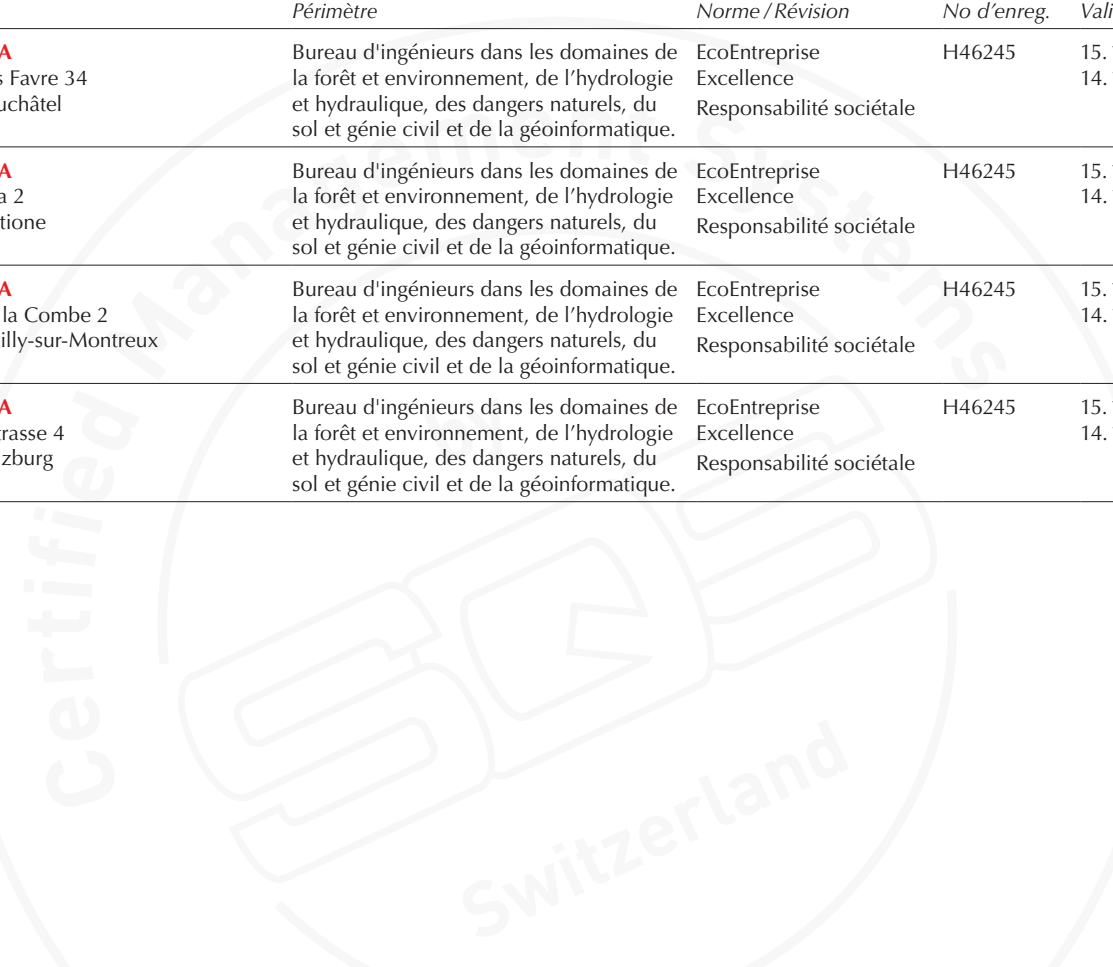 Périmètre Norme / Révision No d’enreg. Vali
A Bureau d'ingénieurs dans les domaines de EcoEntreprise H46245 15.
s Favre 34 la forêt et environnement, de l’hydrologie Excellence 14.
uchâtel et hydraulique, des dangers naturels, du Responsabilité sociétale
sol et génie civil et de la géoinformatique.
A Bureau d'ingénieurs dans les domaines de EcoEntreprise H46245 15.
a 2 la forêt et environnement, de l’hydrologie Excellence 14.
tione et hydraulique, des dangers naturels, du Responsabilité sociétale
sol et génie civil et de la géoinformatique.
A Bureau d'ingénieurs dans les domaines de EcoEntreprise H46245 15.
la Combe 2 la forêt et environnement, de l’hydrologie Excellence 14.
illy-sur-Montreux et hydraulique, des dangers naturels, du Responsabilité sociétale
sol et génie civil et de la géoinformatique.
A Bureau d'ingénieurs dans les domaines de EcoEntreprise H46245 15.
trasse 4 la forêt et environnement, de l’hydrologie Excellence 14.
zburg et hydraulique, des dangers naturels, du Responsabilité sociétale
sol et génie civil et de la géoinformatique.
Certified Management Systems
by
SQS
Switzerland